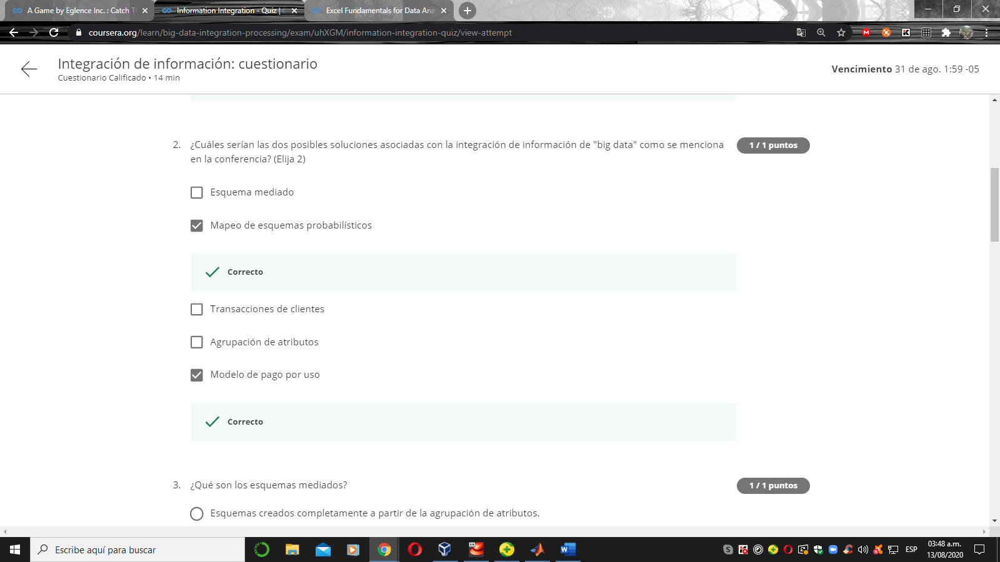 A Game by Eglence Inc. : Catch T
Information Integration - Quiz |
Excel Fundamentals for Data Ana
coursera.org/learn/big-data-integration-processing/exam/uhXGM/information-integration-quiz/view-attempt
Integración de información: cuestionario
Cuestionario Calificado • 14 min
Vencimiento 31 de ago. 1:59 -05
2. ¿Cuáles serían las dos posibles soluciones asociadas con la integración de información de "big data" como se menciona
en la conferencia? (Elija 2)
1 / 1 puntos
Esquema mediado
Mapeo de esquemas probabilísticos
Correcto
Transacciones de clientes
Agrupación de atributos
Modelo de pago por uso
Correcto
3. ¿Qué son los esquemas mediados?
1 / 1 puntos
Esquemas creados completamente a partir de la agrupación de atributos.
Escribe aquí para buscar
ESP
03:48 a.m.
13/08/2020